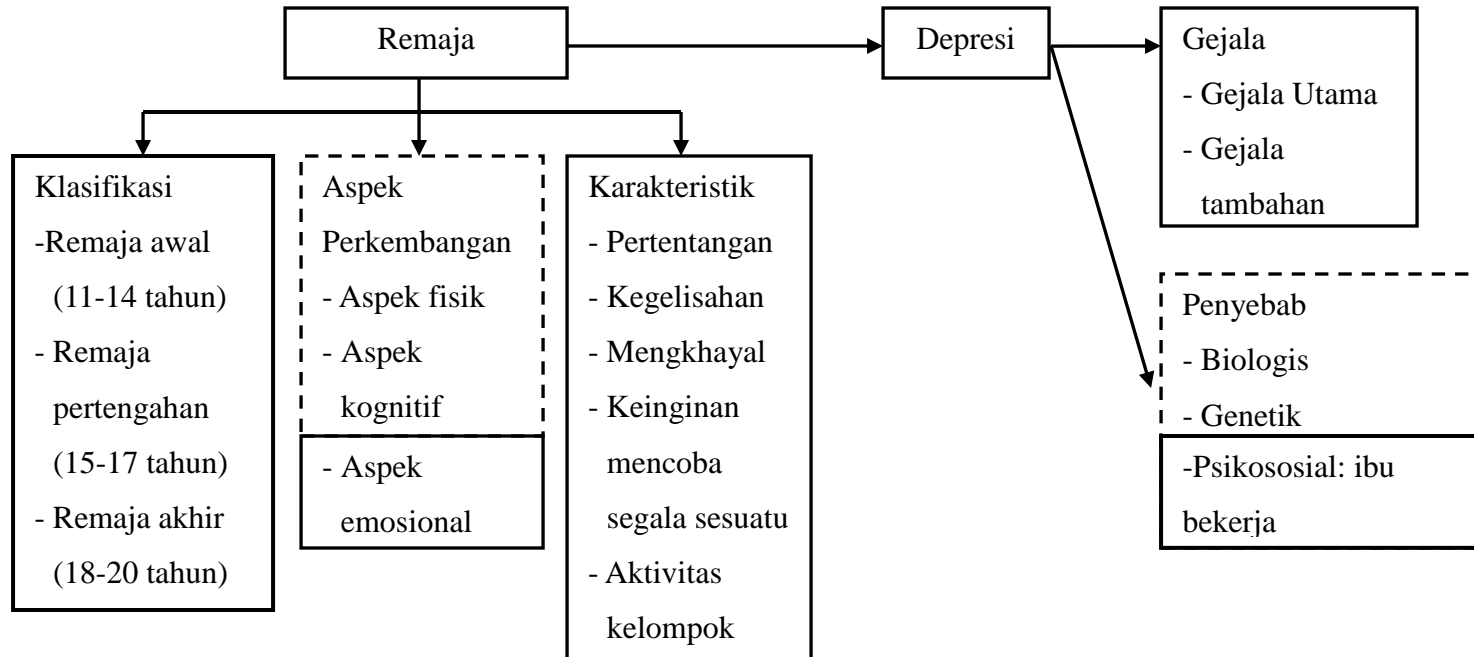 Remaja
Depresi
Gejala
- Gejala Utama
- Gejala
tambahan
Klasifikasi
-Remaja awal
(11-14 tahun)
- Remaja
pertengahan
(15-17 tahun)
- Remaja akhir
(18-20 tahun)
Aspek
Perkembangan
- Aspek fisik
- Aspek
kognitif
- Aspek
emosional
Karakteristik
- Pertentangan
- Kegelisahan
- Mengkhayal
- Keinginan
mencoba
segala sesuatu
- Aktivitas
kelompok
Penyebab
- Biologis
- Genetik
-Psikososial: ibu
bekerja